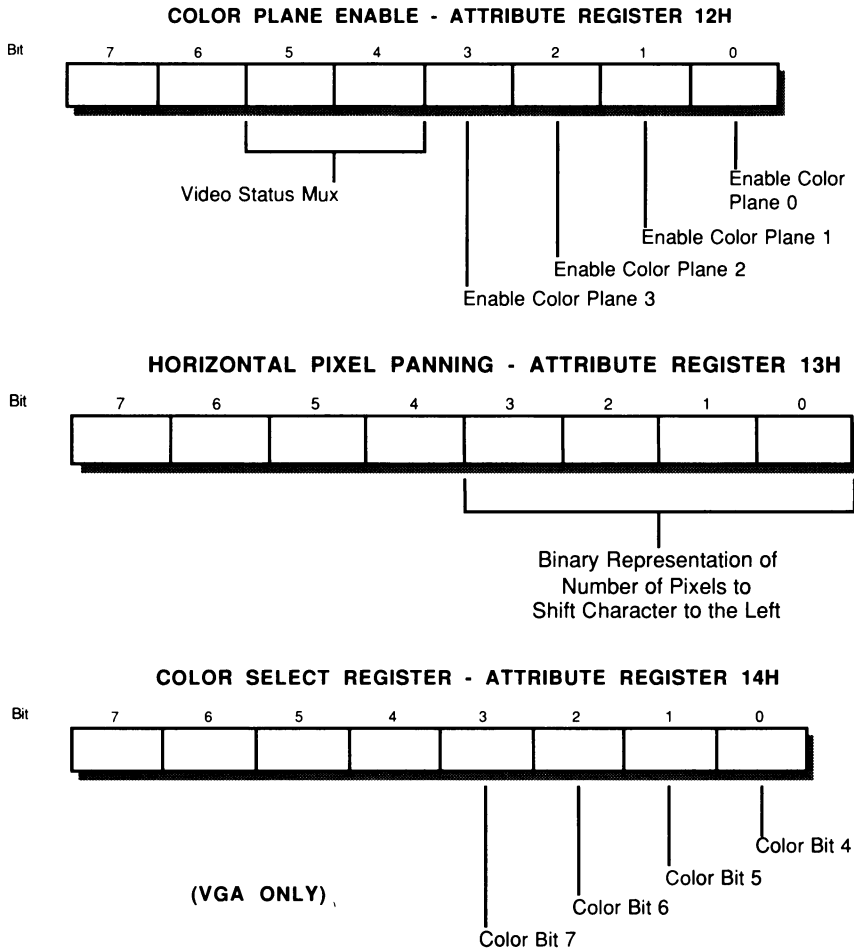 COLOR PLANE ENABLE - ATTRIBUTE REGISTER 12H
Bit 7 6 5 4 3 2 1 0
Video Status Mux
Enable Color
Plane 0
Enable Color Plane 1
Enable Color Plane 2
Enable Color Plane 3
HORIZONTAL PIXEL PANNING - ATTRIBUTE REGISTER 13H
Bit 7 6 5 4 3 2 1 0
Binary Representation of
Number of Pixels to
Shift Character to the Left
COLOR SELECT REGISTER - ATTRIBUTE REGISTER 14H
Bit 7 6 5 4 3 2 1 0
Color Bit 4
Color Bit 5
(VGA ONLY)
Color Bit 6
Color Bit 7